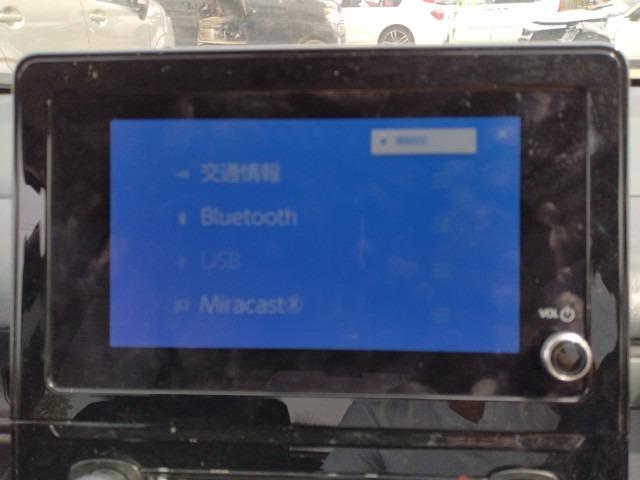 交通情報
Bluetooth
USB
Miracast®
VOL